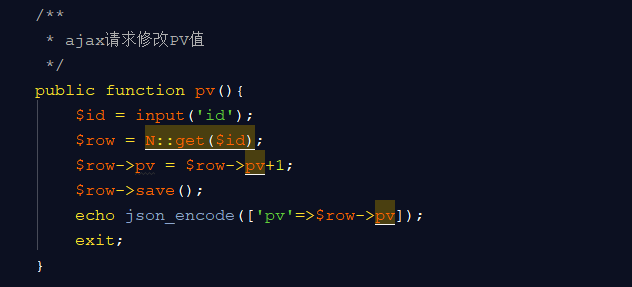 /**
* ajax请求修改PV值
*/
public function pv(){
$id = input('id');
$row = N::get($id);
$row->pv = $row->pv+1;
$row->save();
echo json_encode(['pv'=>$row->pv]);
exit;
}